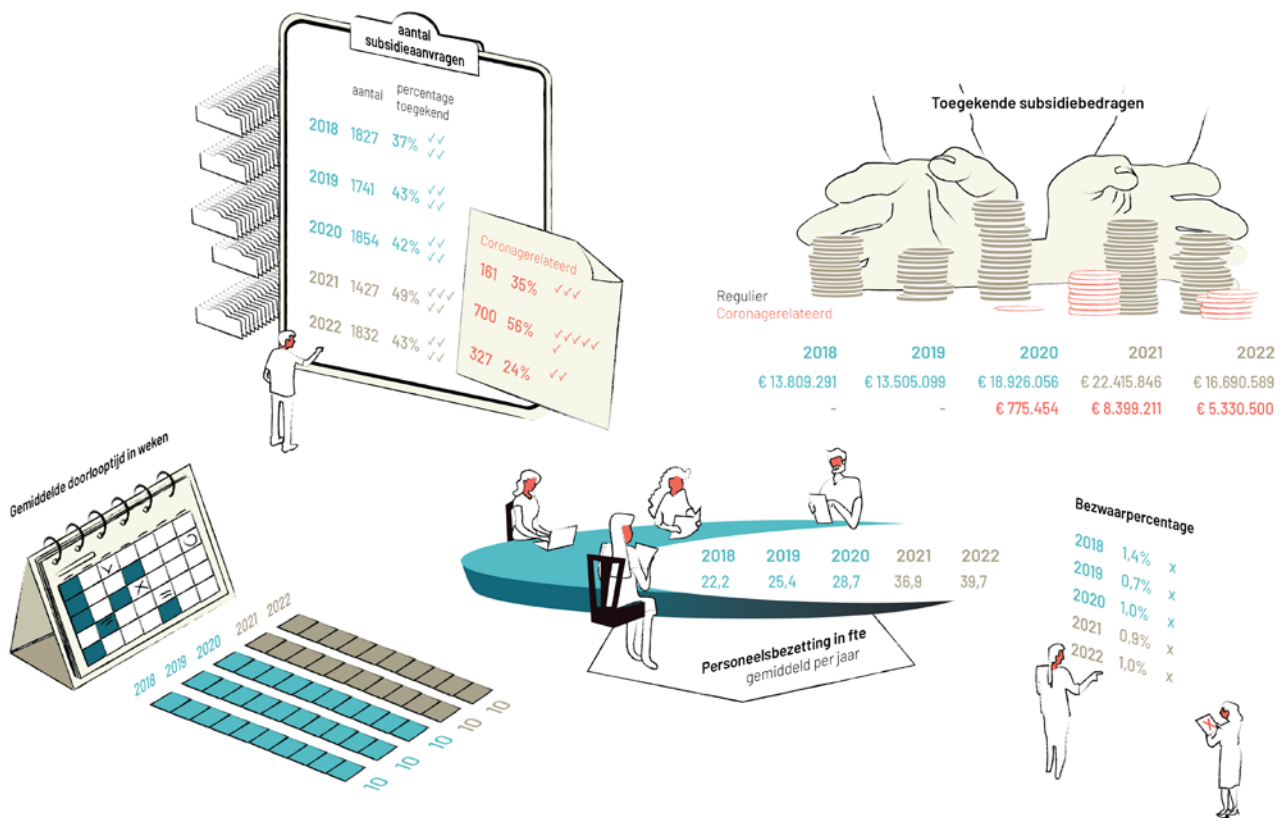 aantal
subsidieaanvragen
aantal percentage toegekend
2018 1827 37%
2019 1741 43%
2020 1854 42%
2021 1427 49%
2022 1832 43%
Coronagerelateerd
161 35%
700 56%
327 24%
Toegekende subsidiebedragen
Regulier
Coronagerelateerd
2018 2019 2020 2021 2022
€ 13.809.291 € 13.505.099 € 18.926.056 € 22.415.846 € 16.690.589
- - € 775.454 € 8.399.211 € 5.330.500
Gemiddelde doorlooptijd in weken
2018 2019 2020 2021 2022
10 10 10 10 10
2018 2019 2020 2021 2022
22,2 25,4 28,7 36,9 39,7
Personeelsbezetting in fte
gemiddeld per jaar
Bezwaarpercentage
2018 1,4% x
2019 0,7% x
2020 1,0% x
2021 0,9% x
2022 1,0% x